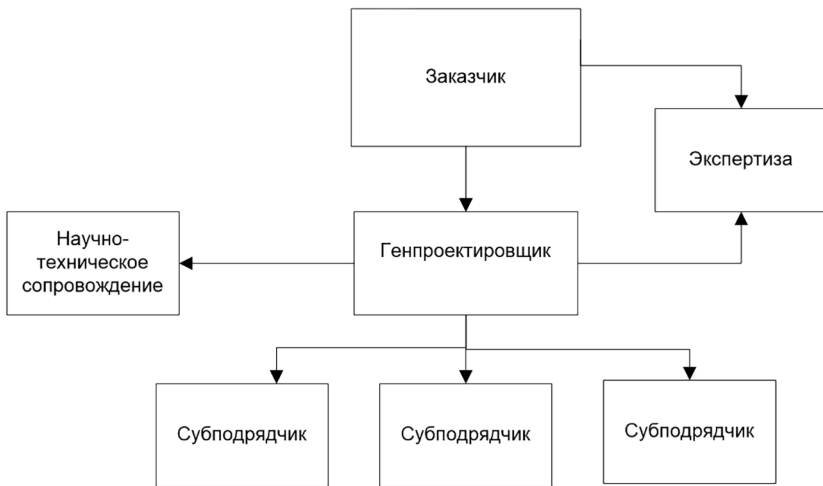 Заказчик
Экспертиза
Научно-
техническое
сопровождение
Генпроектировщик
Субподрядчик
Субподрядчик
Субподрядчик